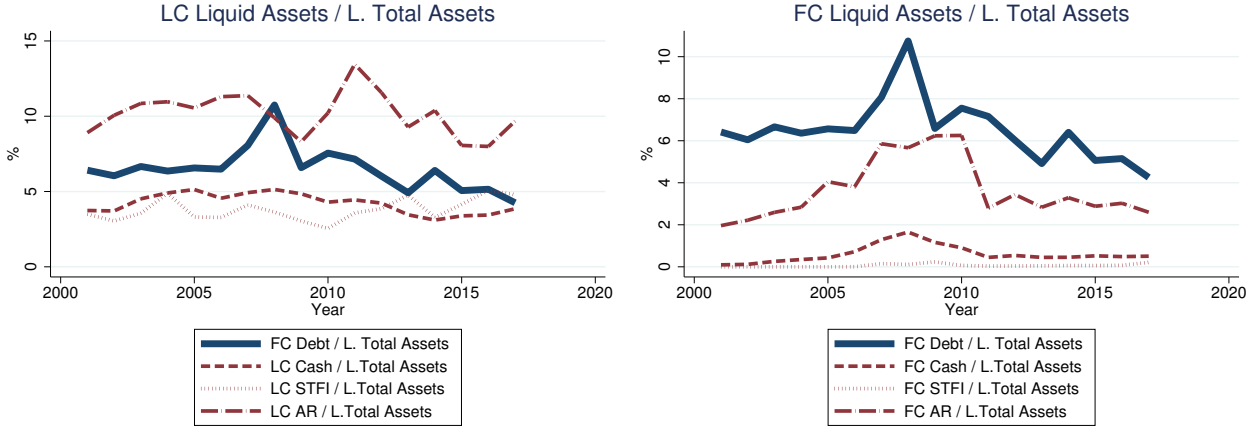 LC Liquid Assets / L. Total Assets
15
10
5
0
%
2000 2005 2010 2015 2020
Year
FC Debt / L. Total Assets
LC Cash / L.Total Assets
LC STFI / L.Total Assets
LC AR / L.Total Assets
FC Liquid Assets / L. Total Assets
10
8
6
4
2
0
%
2000 2005 2010 2015 2020
Year
FC Debt / L. Total Assets
FC Cash / L.Total Assets
FC STFI / L.Total Assets
FC AR / L.Total Assets